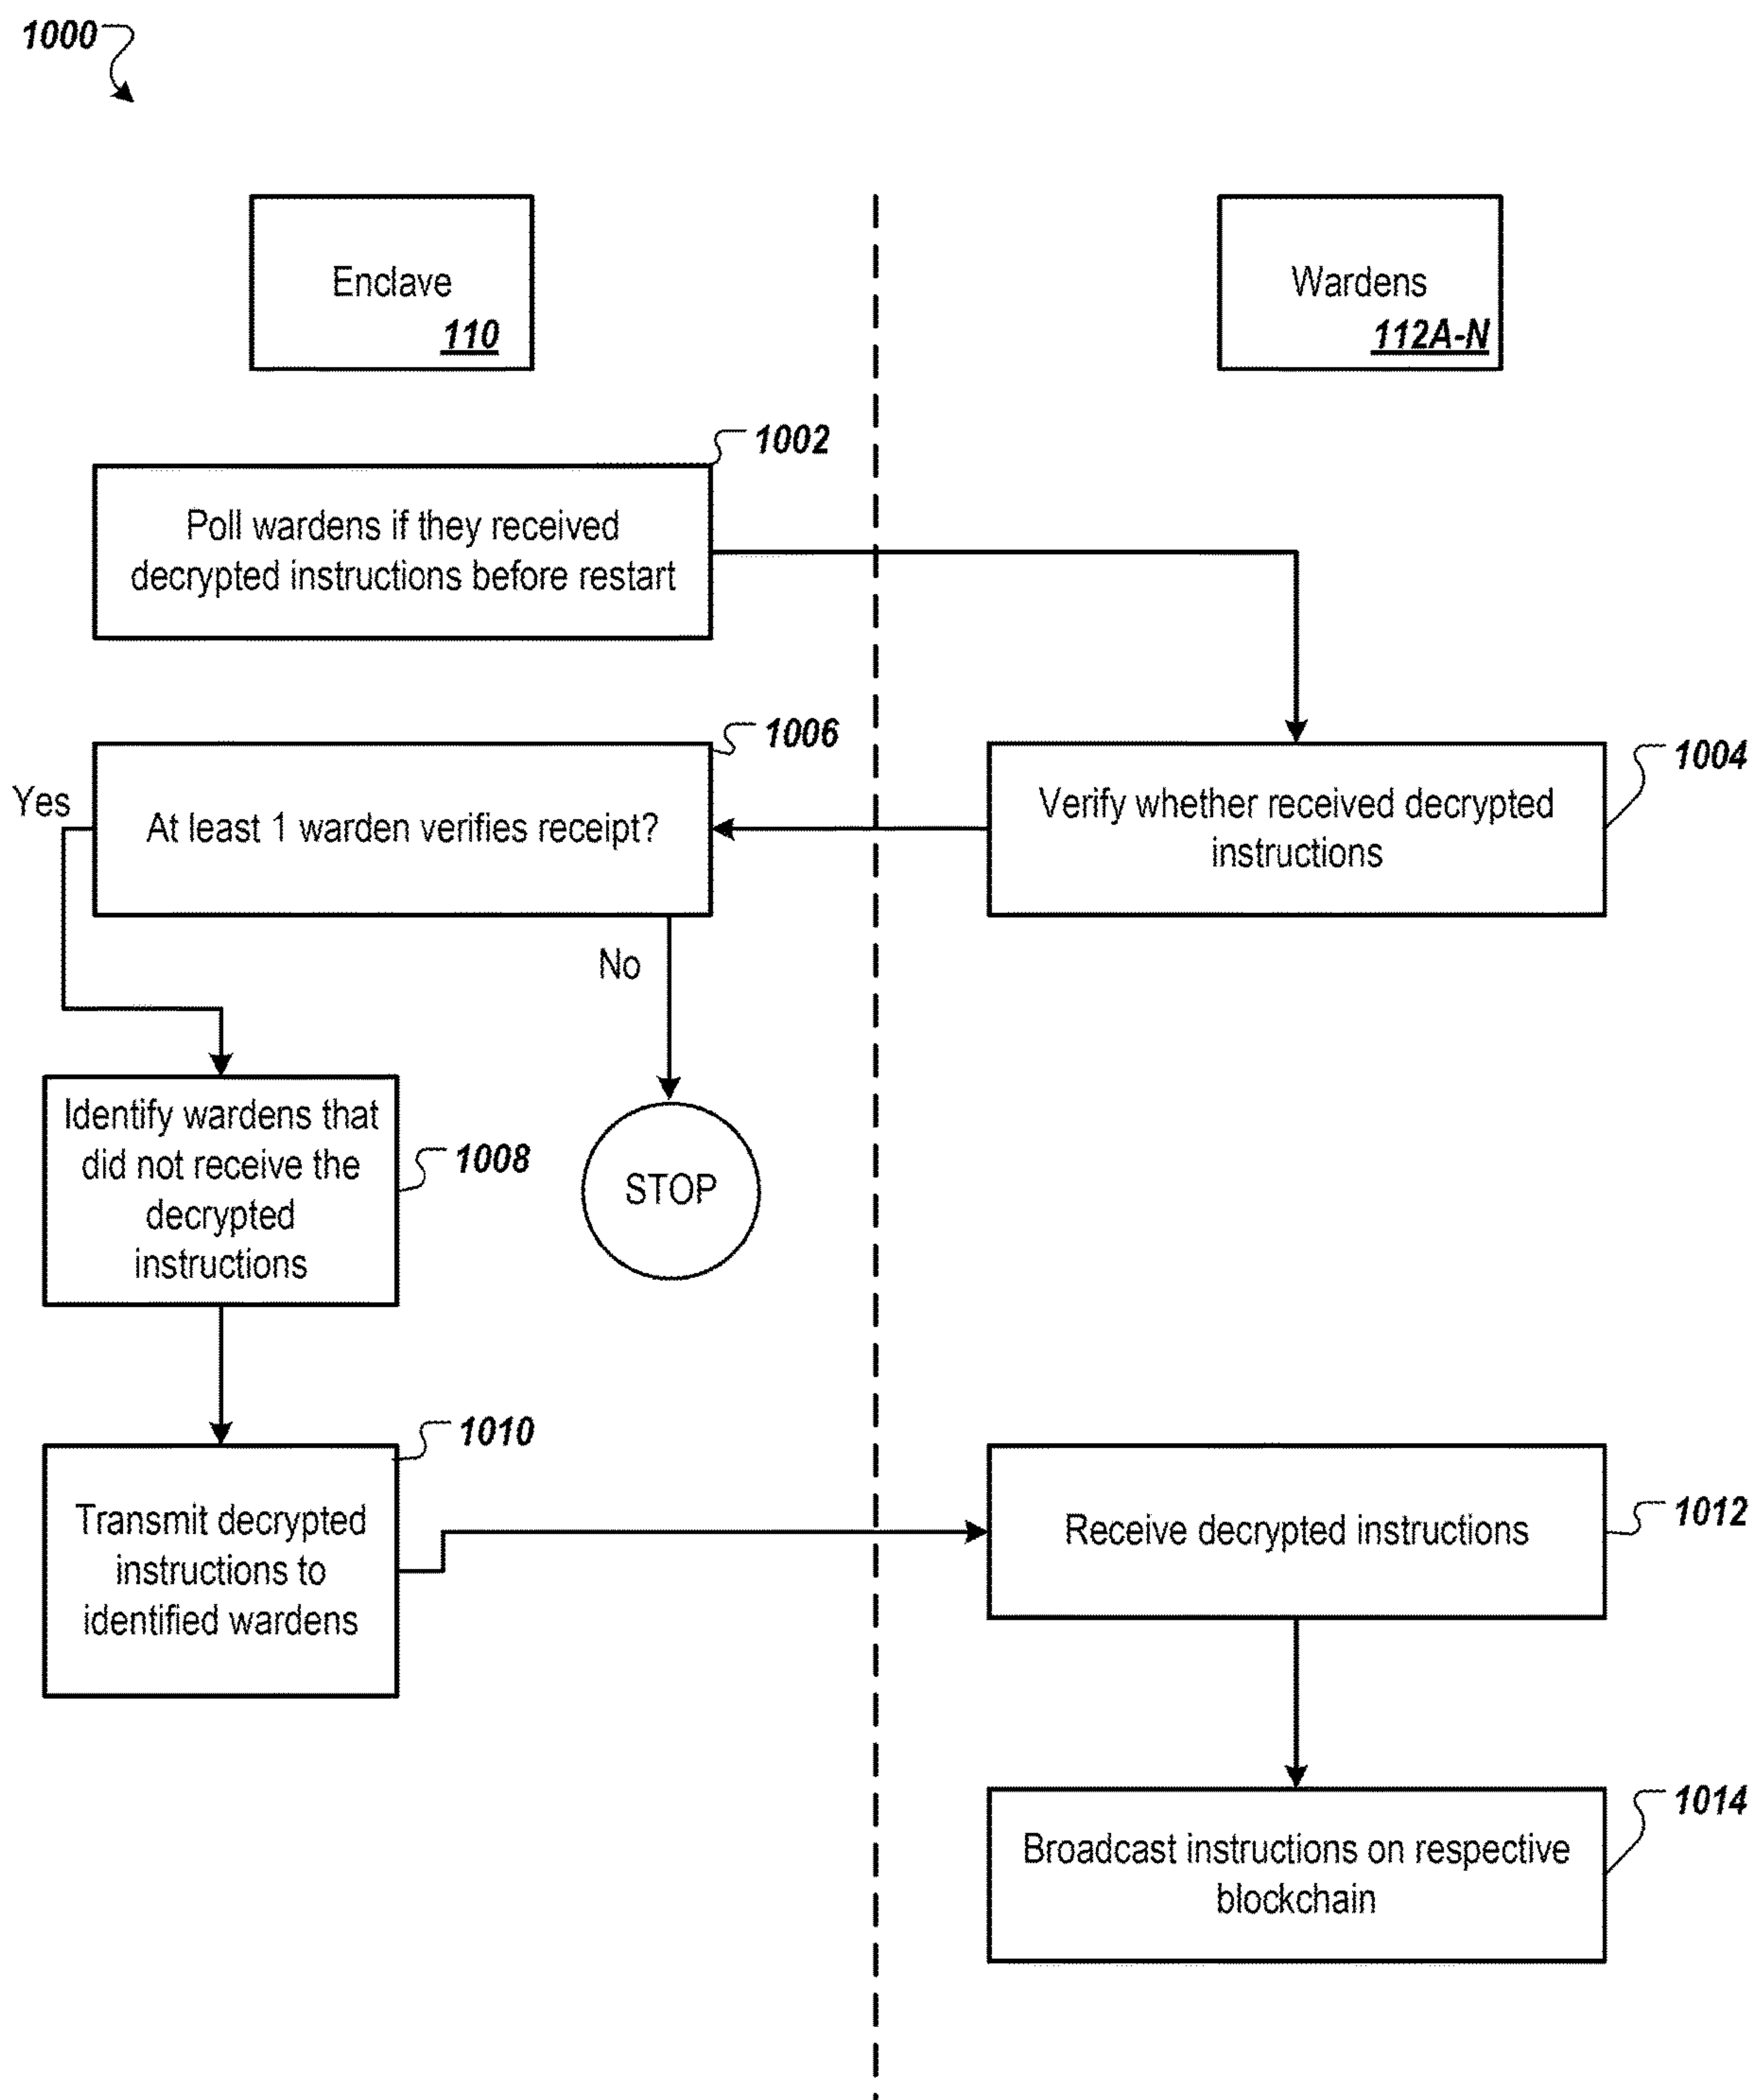 1000
Enclave
110
Wardens
112A-N
1002
Poll wardens if they received
decrypted instructions before restart
1006
Yes
At least 1 warden verifies receipt?
1004
Verify whether received decrypted
instructions
No
Identify wardens that
did not receive the
decrypted
instructions
1008
STOP
1010
Transmit decrypted
instructions to
identified wardens
Receive decrypted instructions
1012
1014
Broadcast instructions on respective
blockchain